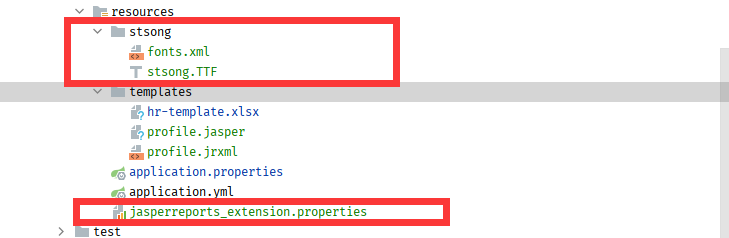 resources
stsong
fonts.xml
stsong.TTF
templates
hr-template.xlsx
profile.jasper
profile.jrxml
application.properties
application.yml
jasperreports_extension.properties
test